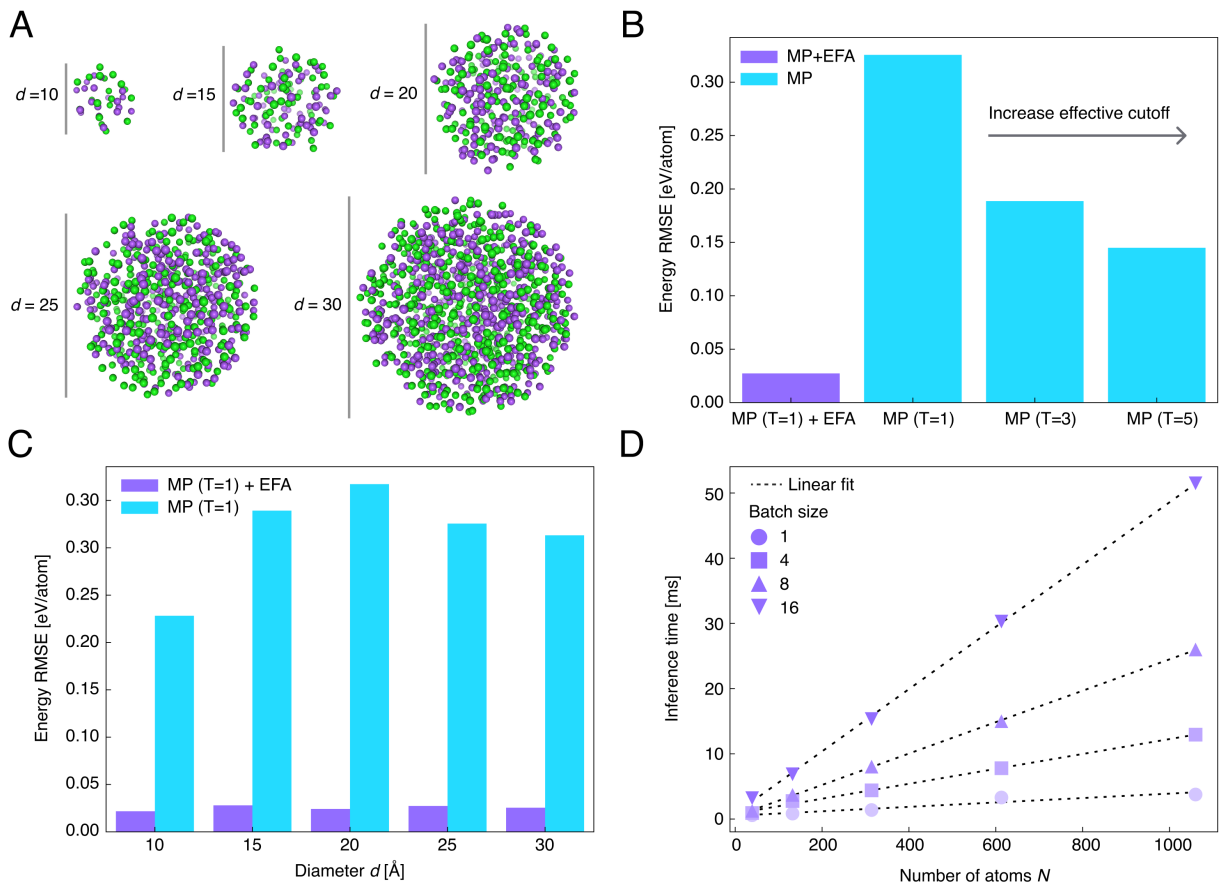 A
d =10
d =15
d = 20
d = 25
d = 30
B
MP+EFA
MP
Increase effective cutoff
Energy RMSE [eV/atom]
0.30
0.25
0.20
0.15
0.10
0.05
0.00
MP (T=1) + EFA
MP (T=1)
MP (T=3)
MP (T=5)
C
MP (T=1) + EFA
MP (T=1)
Energy RMSE [eV/atom]
0.30
0.30
0.25
0.20
0.15
0.10
0.05
0.00
10
15
20
25
30
Diameter d [Å]
D
Linear fit
Batch size
1
4
8
16
Inference time [ms]
50
40
30
20
10
0
0
200
400
600
800
1000
Number of atoms N